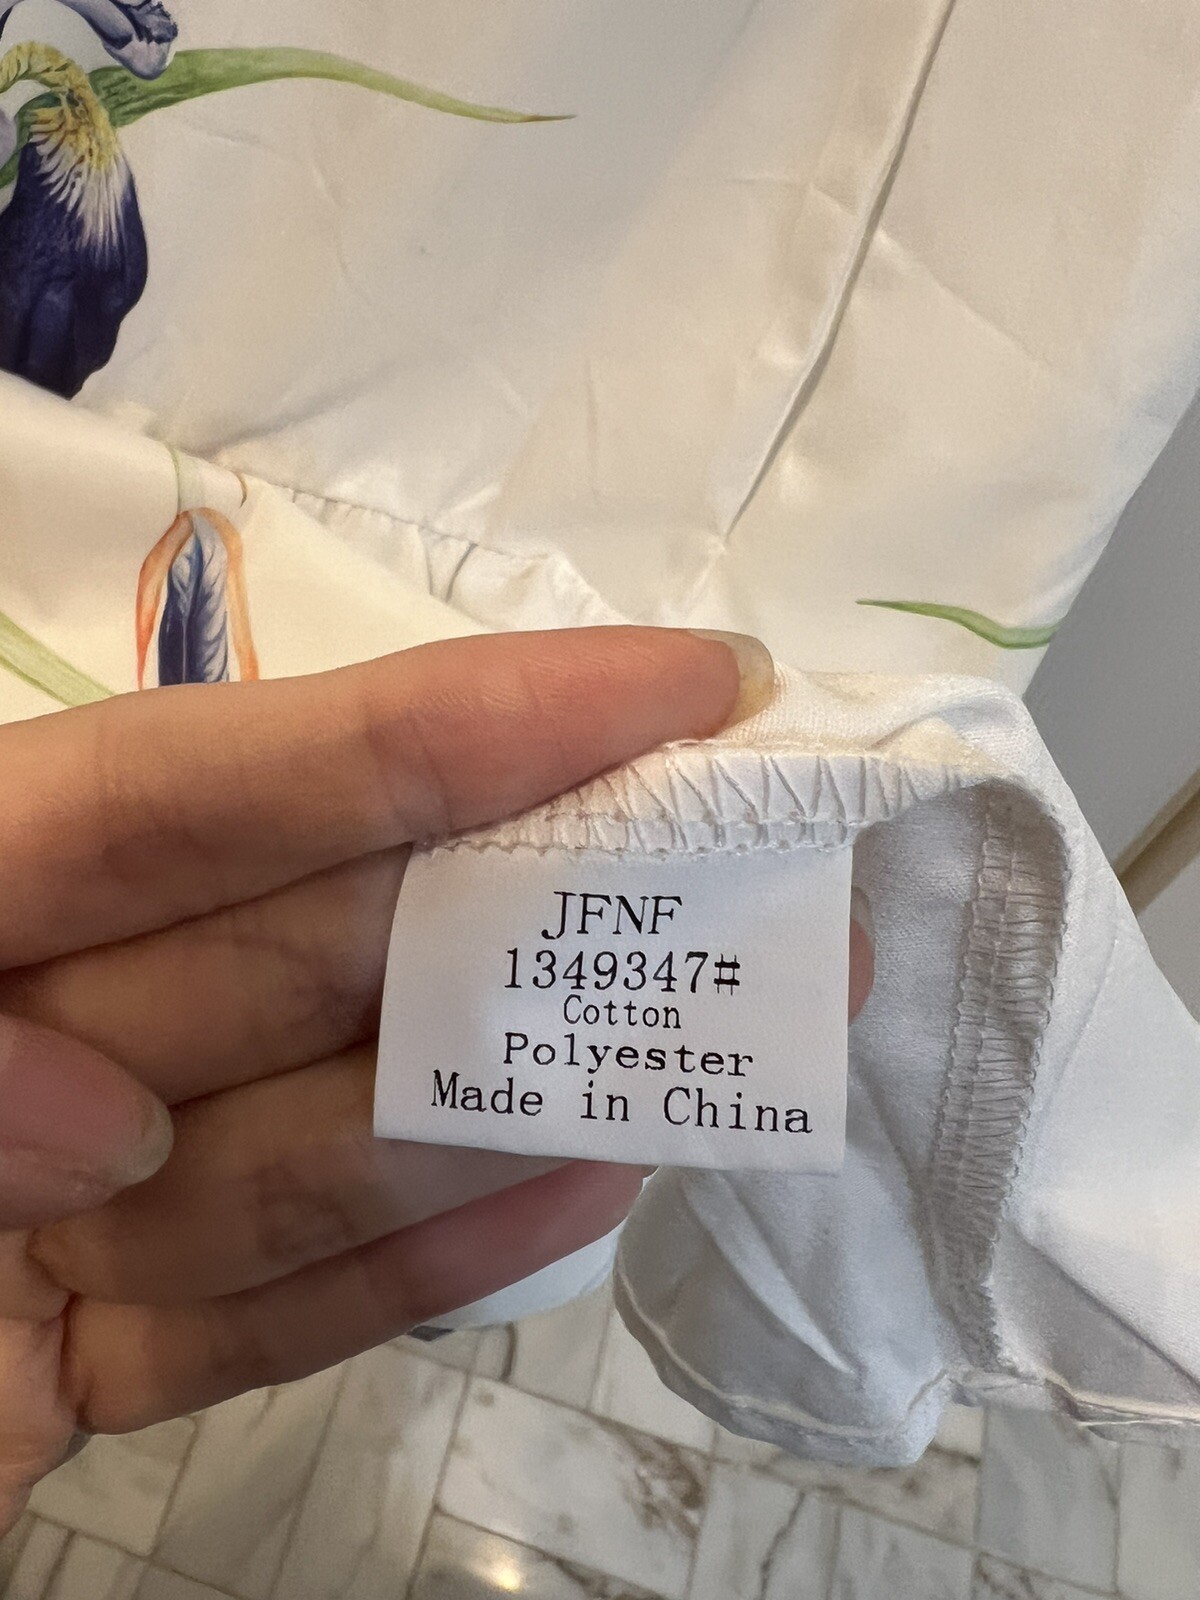 JFNF
1349347#
Cotton
Polyester
Made in China